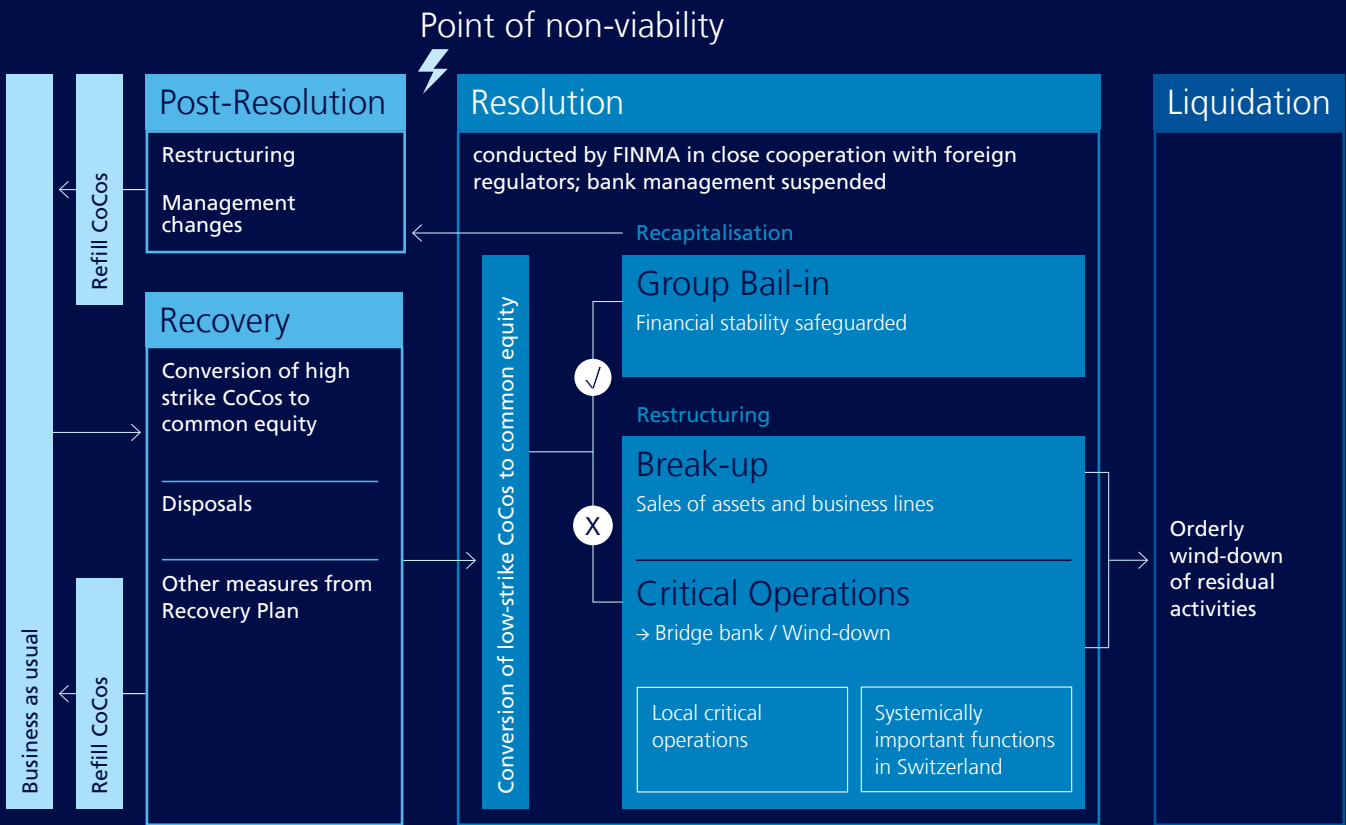 Point of non-viability
Business as usual
Refill CoCos
Post-Resolution
Restructuring
Management
changes
Recovery
Conversion of high
strike CoCos to
common equity
Disposals
Other measures from
Recovery Plan
Refill CoCos
Resolution
conducted by FINMA in close cooperation with foreign
regulators; bank management suspended
Conversion of low-strike CoCos to common equity
√
X
Recapitalisation
Group Bail-in
Financial stability safeguarded
Restructuring
Break-up
Sales of assets and business lines
Critical Operations
→ Bridge bank / Wind-down
Local critical
operations
Systemically
important functions
in Switzerland
Liquidation
Orderly
wind-down
of residual
activities